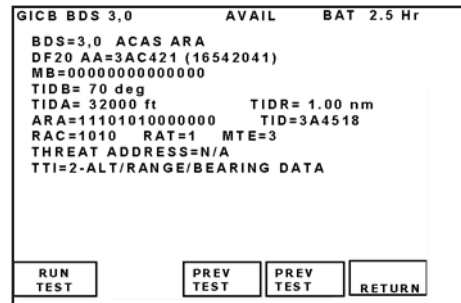 GICB BDS 3,0 AVAIL BAT 2.5 Hr
BDS=3,0 ACAS ARA
DF20 AA=3AC421 (16542041)
MB=00000000000000
TIDB= 70 deg
TIDA= 32000 ft TIDR= 1.00 nm
ARA=11101010000000 TID=3A4518
RAC=1010 RAT=1 MTE=3
THREAT ADDRESS=N/A
TTI=2-ALT/RANGE/BEARING DATA
RUN TEST PREV TEST PREV TEST RETURN